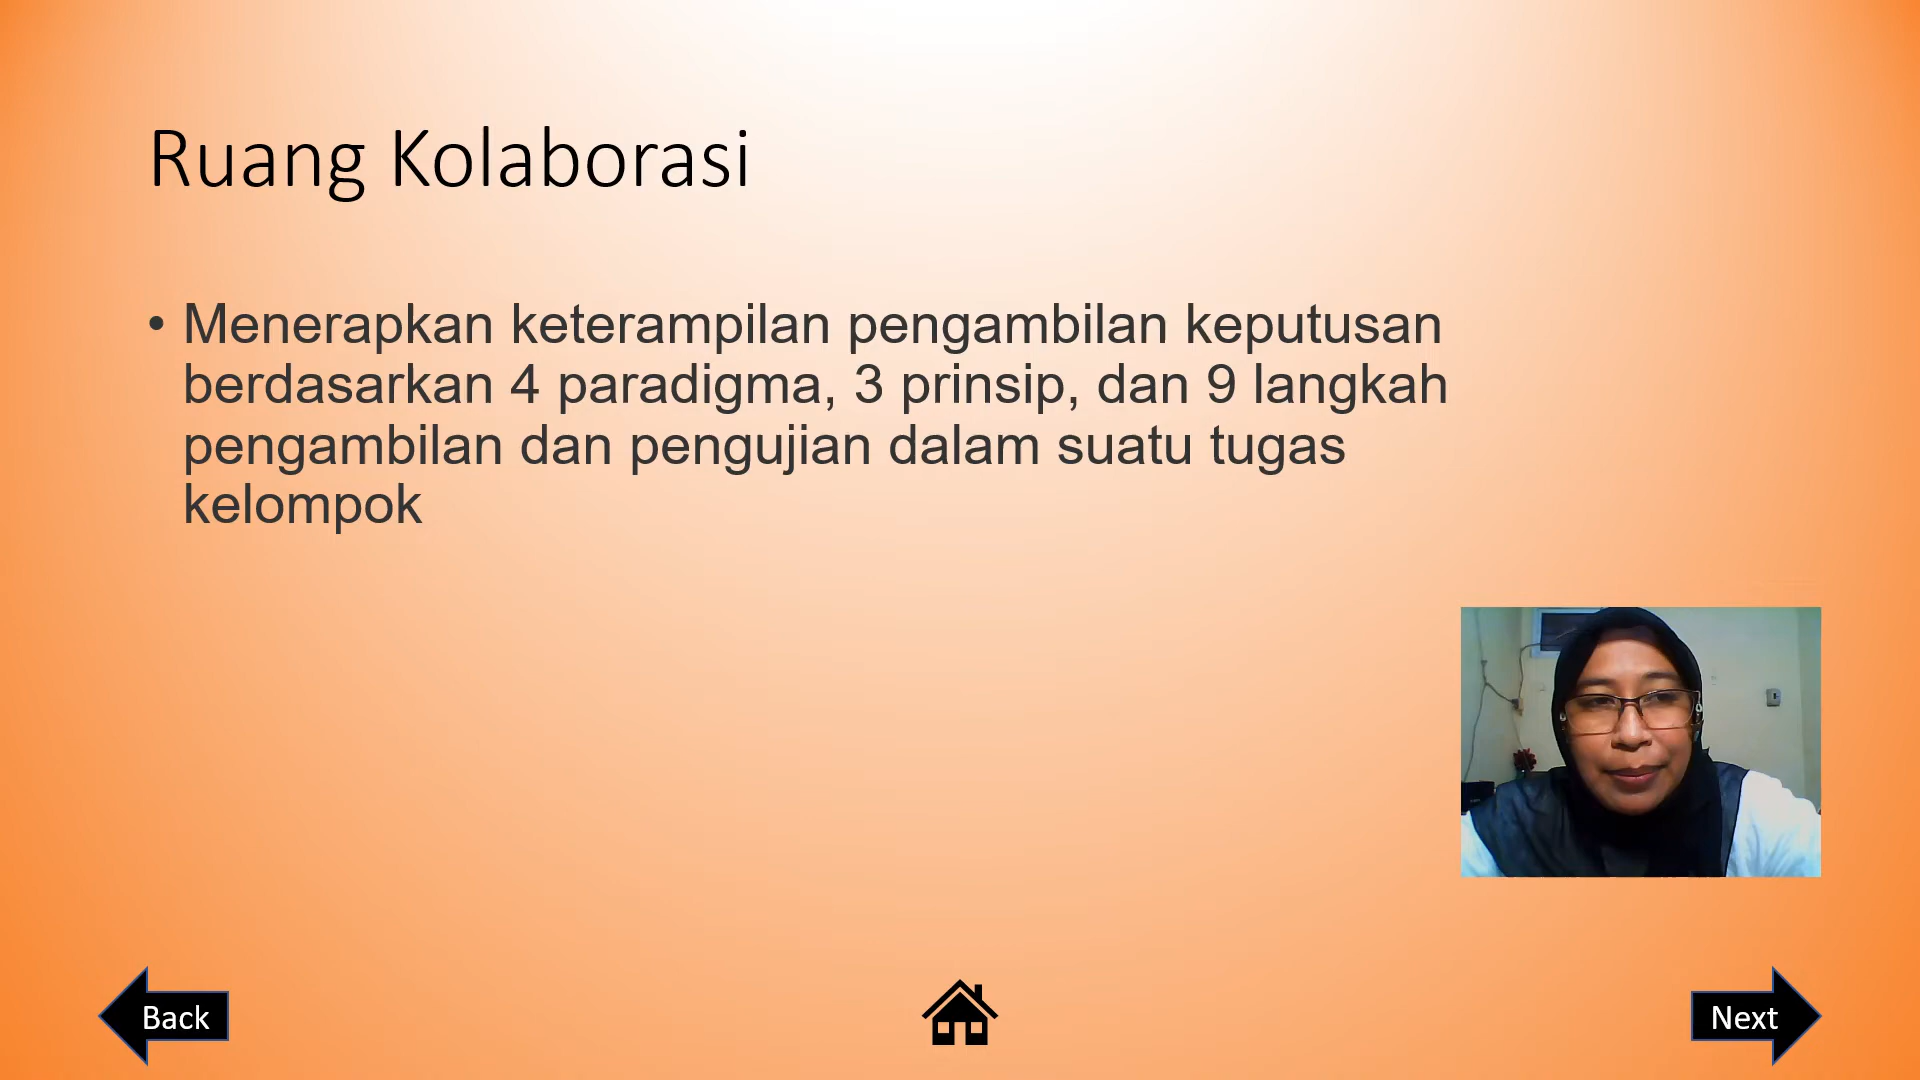 Ruang Kolaborasi
• Menerapkan keterampilan pengambilan keputusan
berdasarkan 4 paradigma, 3 prinsip, dan 9 langkah
pengambilan dan pengujian dalam suatu tugas
kelompok
Back
Next